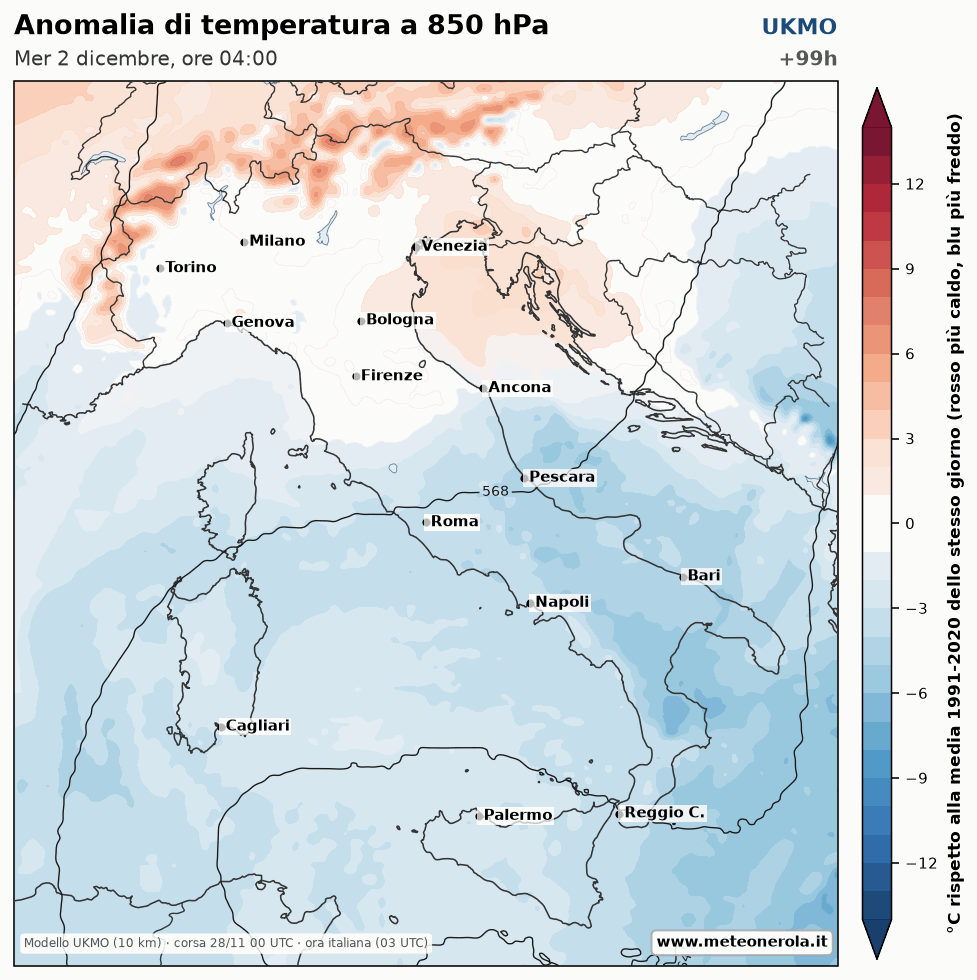 Anomalia di temperatura a 850 hPa
UKMO
Mer 2 dicembre, ore 04:00
+99h
Milano
Venezia
Torino
Genova
Bologna
Firenze
Ancona
Pescara
568
Roma
Bari
Napoli
Cagliari
Palermo
Reggio C.
12
9
6
3
0
−3
−6
−9
−12
°C rispetto alla media 1991-2020 dello stesso giorno (rosso più caldo, blu più freddo)
Modello UKMO (10 km) · corsa 28/11 00 UTC · ora italiana (03 UTC)
www.meteonerola.it